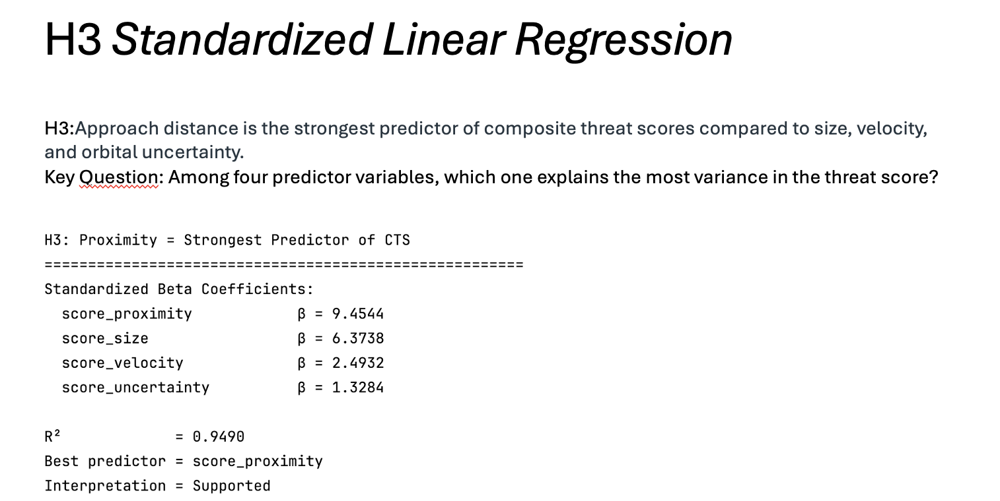 H3 Standardized Linear Regression
H3:Approach distance is the strongest predictor of composite threat scores compared to size, velocity,
and orbital uncertainty.
Key Question: Among four predictor variables, which one explains the most variance in the threat score?
H3: Proximity = Strongest Predictor of CTS
=======================================================
Standardized Beta Coefficients:
score_proximity β = 9.4544
score_size β = 6.3738
score_velocity β = 2.4932
score_uncertainty β = 1.3284
R² = 0.9490
Best predictor = score_proximity
Interpretation = Supported